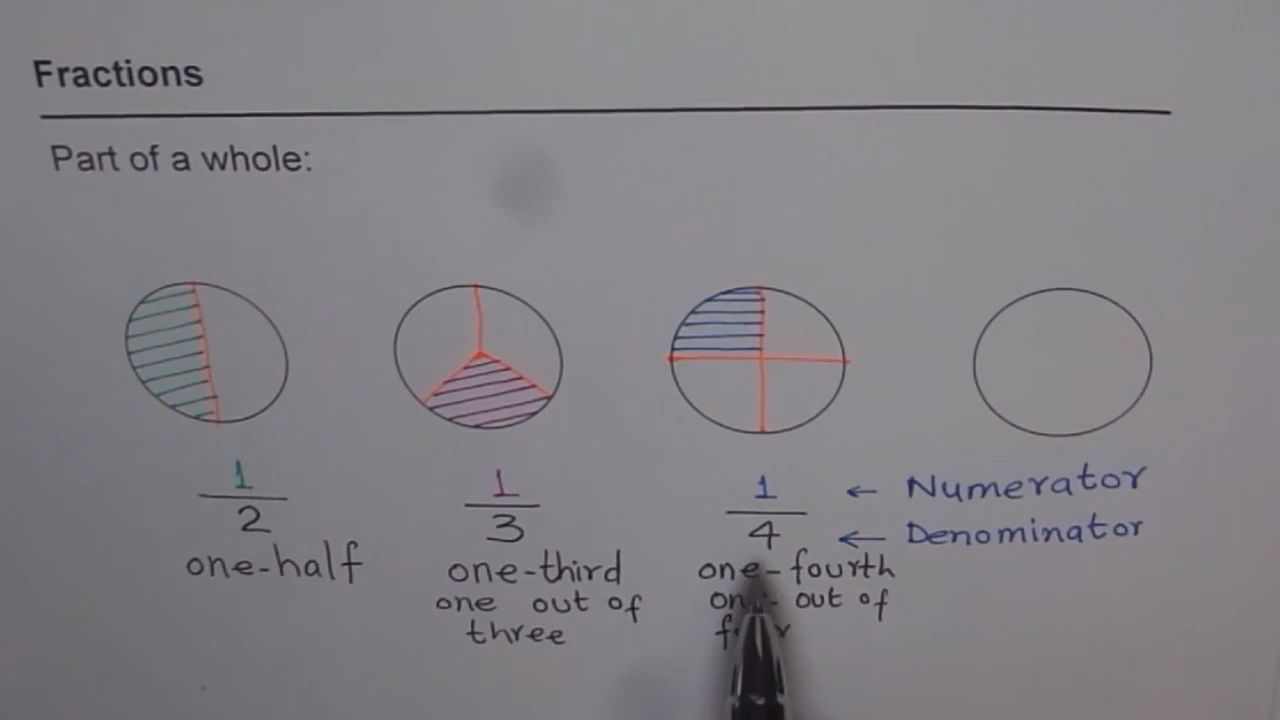 Fractions
Part of a whole:
1 1 1 ← Numerator
2 3 4 ← Denominator
one-half one-third one-fourth
one out of out of
three